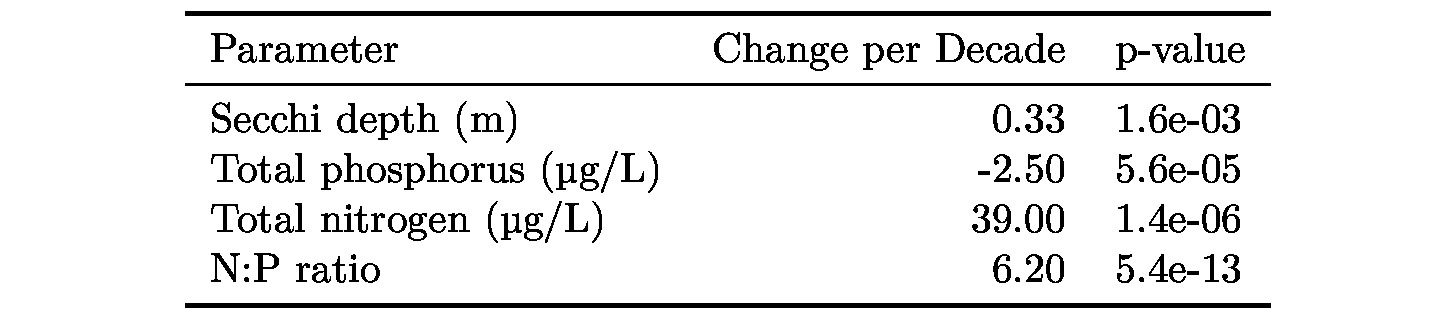 Parameter Change per Decade p-value
Secchi depth (m) 0.33 1.6e-03
Total phosphorus (µg/L) -2.50 5.6e-05
Total nitrogen (µg/L) 39.00 1.4e-06
N:P ratio 6.20 5.4e-13